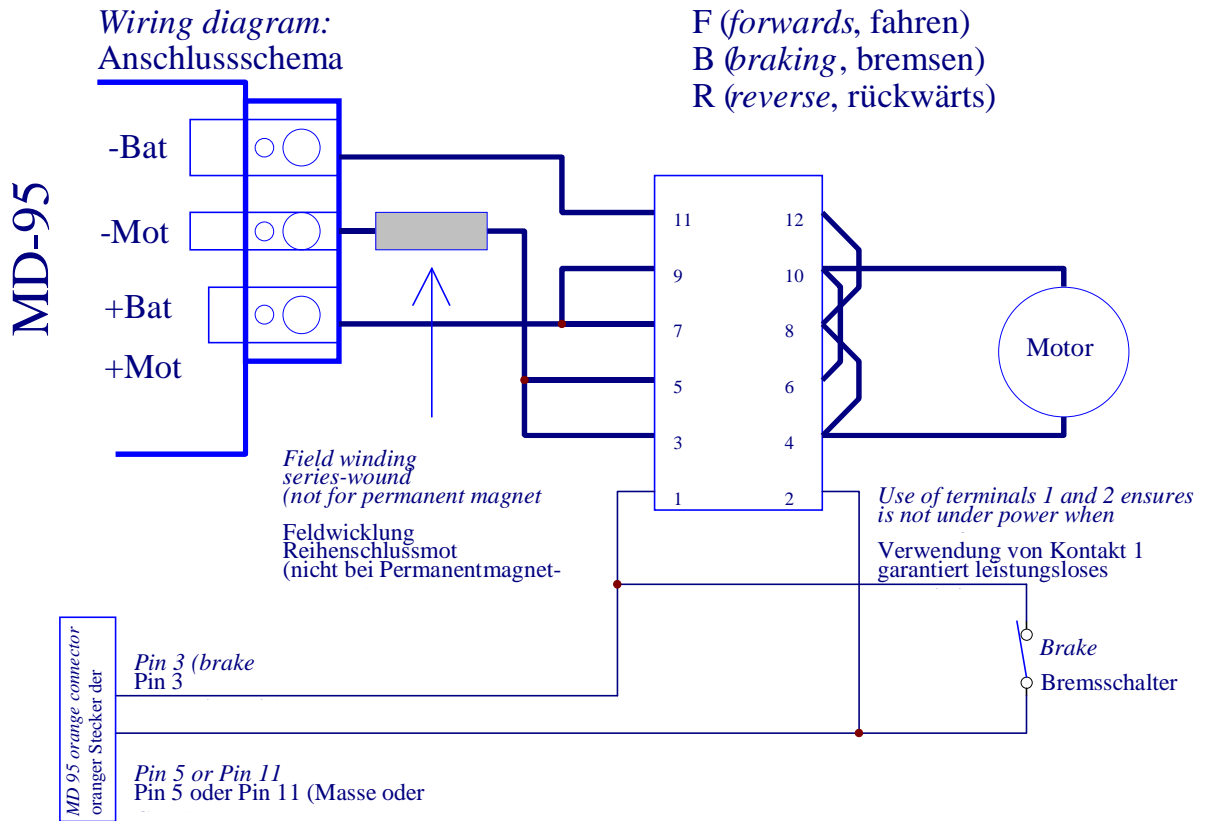 Wiring diagram:
Anschlussschema
F (forwards, fahren)
B (braking, bremsen)
R (reverse, rückwärts)
MD-95
-Bat
-Mot
+Bat
+Mot
11
12
9
10
7
8
5
6
3
4
1
2
Motor
Field winding
series-wound
(not for permanent magnet
Feldwicklung
Reihenschlussmot
(nicht bei Permanentmagnet-
Use of terminals 1 and 2 ensures
is not under power when
Verwendung von Kontakt 1
garantiert leistungsloses
Brake
Bremsschalter
MD 95 orange connector
oranger Stecker der
Pin 3 (brake
Pin 3
Pin 5 or Pin 11
Pin 5 oder Pin 11 (Masse oder